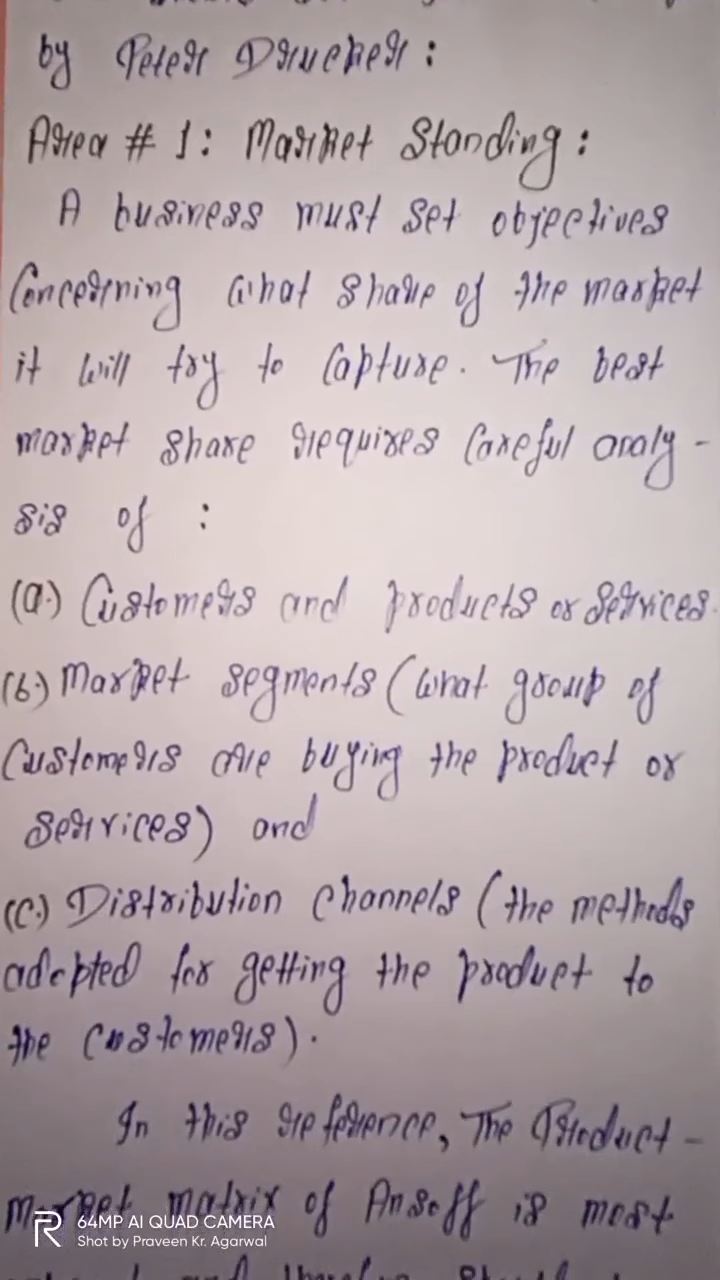 by Peter Drucker :
Area # 1 : Market Standing :
A business must set objectives
Concerning what share of the market
it will try to Capture. The best
market share requires Careful analy-
sis of :
(a.) Customers and products or Services.
(b.) Market segments (what group of
Customers are buying the product or
Services) and
(C.) Distribution Channels (the methods
adopted for getting the product to
the Customers).
In this reference, The Product-
Market matrix of Ansoff is most
64MP AI QUAD CAMERA
Shot by Praveen Kr. Agarwal